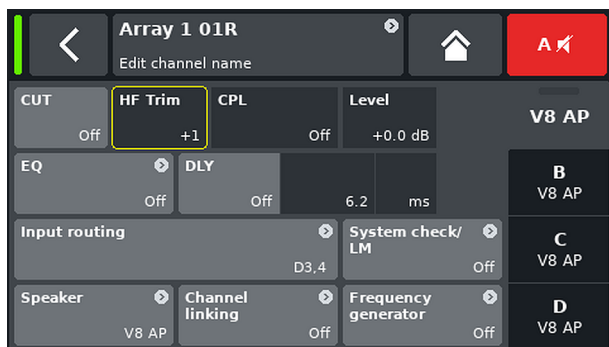 Array 1 01R
Edit channel name
A
CUT
Off
HF Trim
+1
CPL
Off
Level
+0.0 dB
V8 AP
EQ
Off
DLY
Off
6.2
ms
B
V8 AP
Input routing
D3,4
System check/
LM
Off
C
V8 AP
Speaker
V8 AP
Channel
linking
Off
Frequency
generator
Off
D
V8 AP